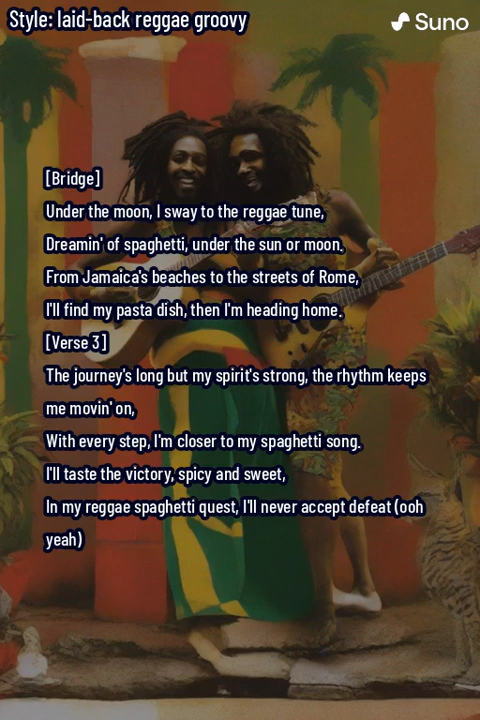 Style: laid-back reggae groovy
Suno
[Bridge]
Under the moon, I sway to the reggae tune,
Dreamin' of spaghetti, under the sun or moon.
From Jamaica's beaches to the streets of Rome,
I'll find my pasta dish, then I'm heading home.
[Verse 3]
The journey's long but my spirit's strong, the rhythm keeps
me movin' on,
With every step, I'm closer to my spaghetti song.
I'll taste the victory, spicy and sweet,
In my reggae spaghetti quest, I'll never accept defeat (ooh
yeah)